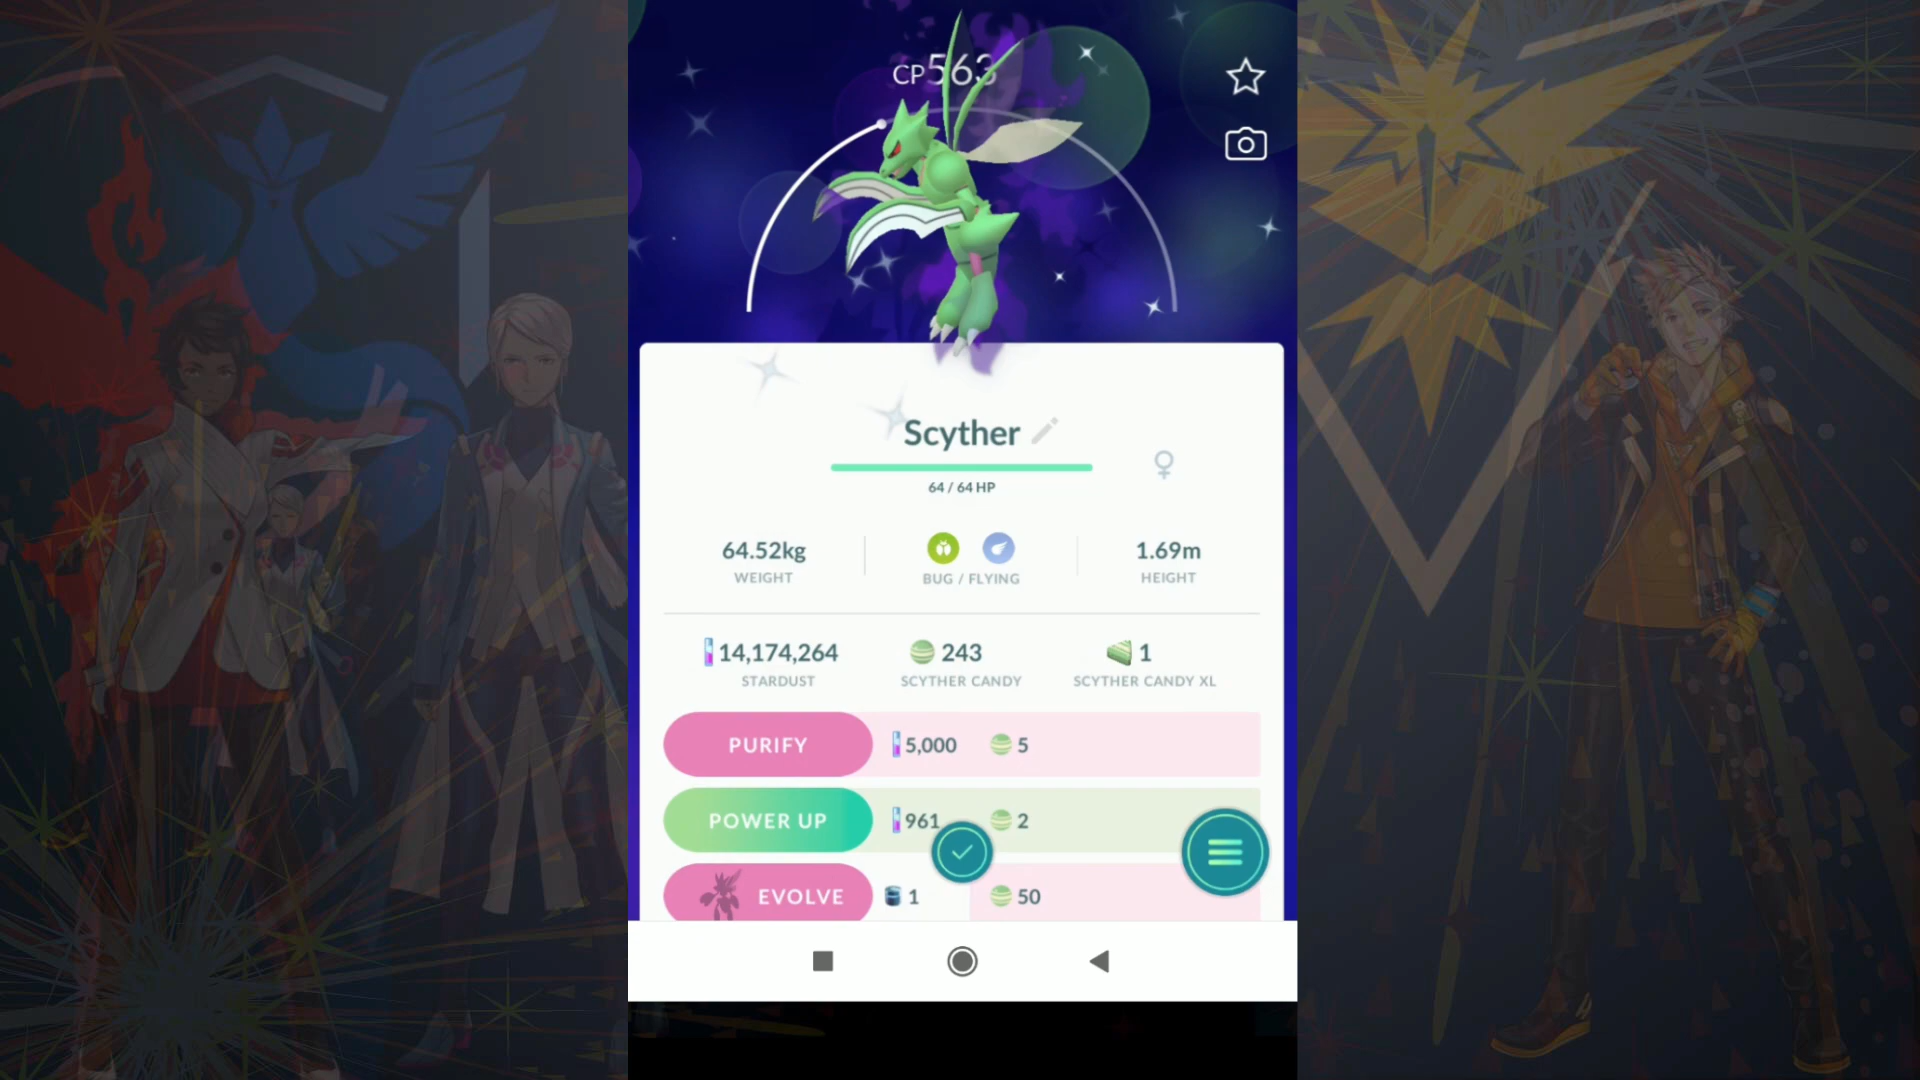 CP563
Scyther
64 / 64 HP
64.52kg
WEIGHT
BUG / FLYING
1.69m
HEIGHT
14,174,264
STARDUST
243
SCYTHER CANDY
1
SCYTHER CANDY XL
PURIFY 5,000 5
POWER UP 961 2
EVOLVE 1 50